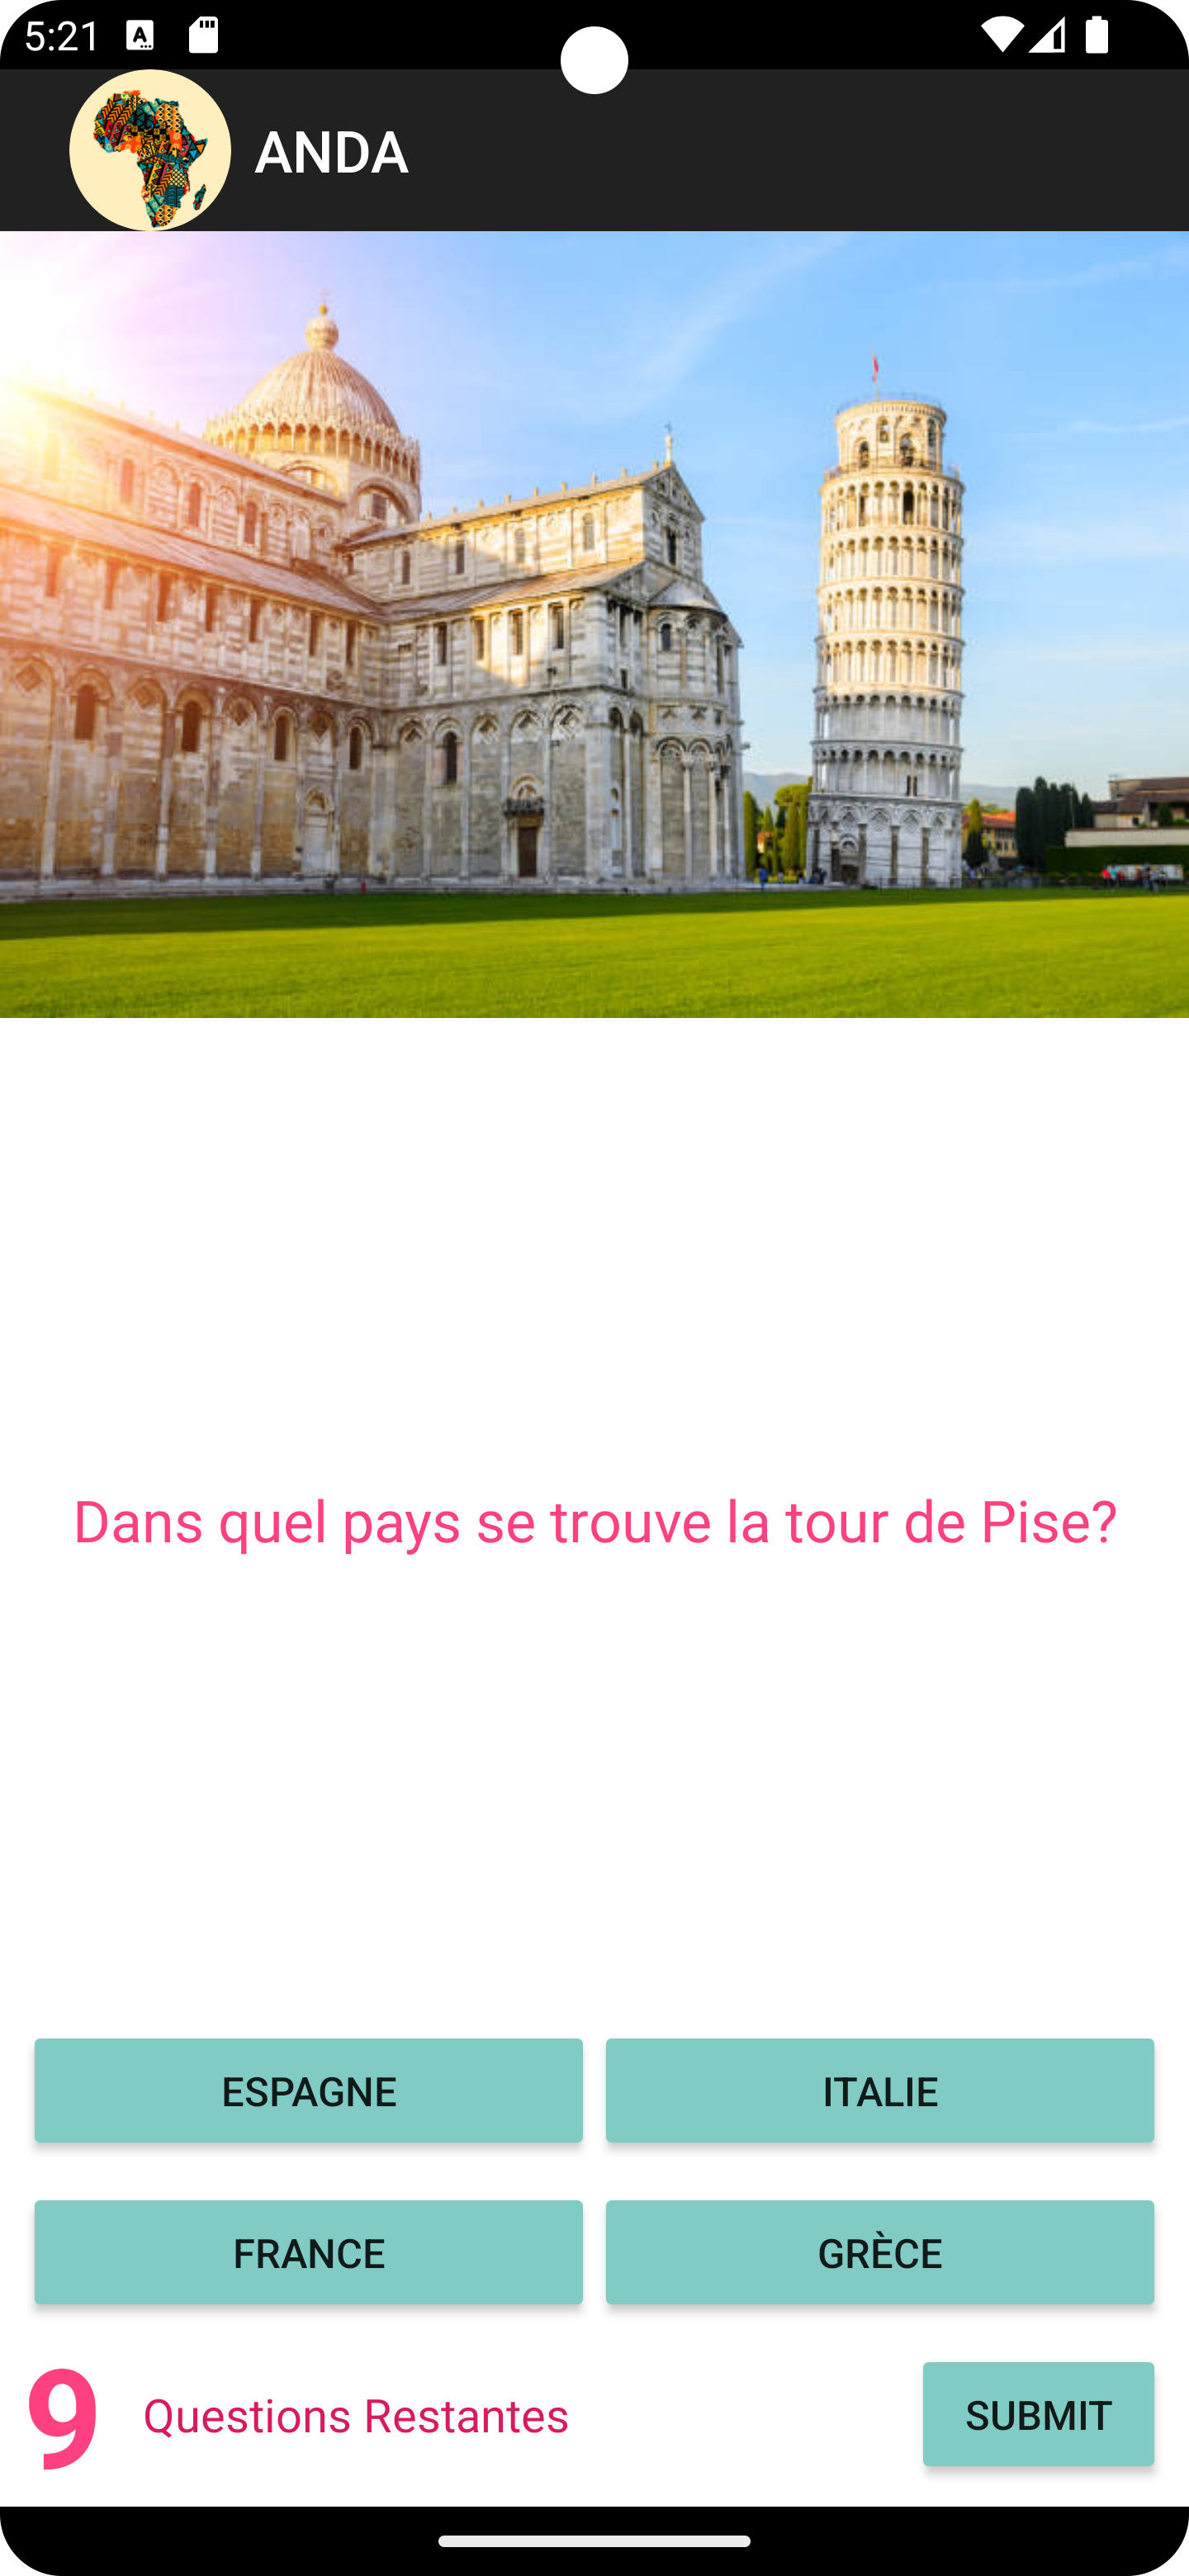 5:21
ANDA
Dans quel pays se trouve la tour de Pise?
ESPAGNE
ITALIE
FRANCE
GRÈCE
9 Questions Restantes
SUBMIT